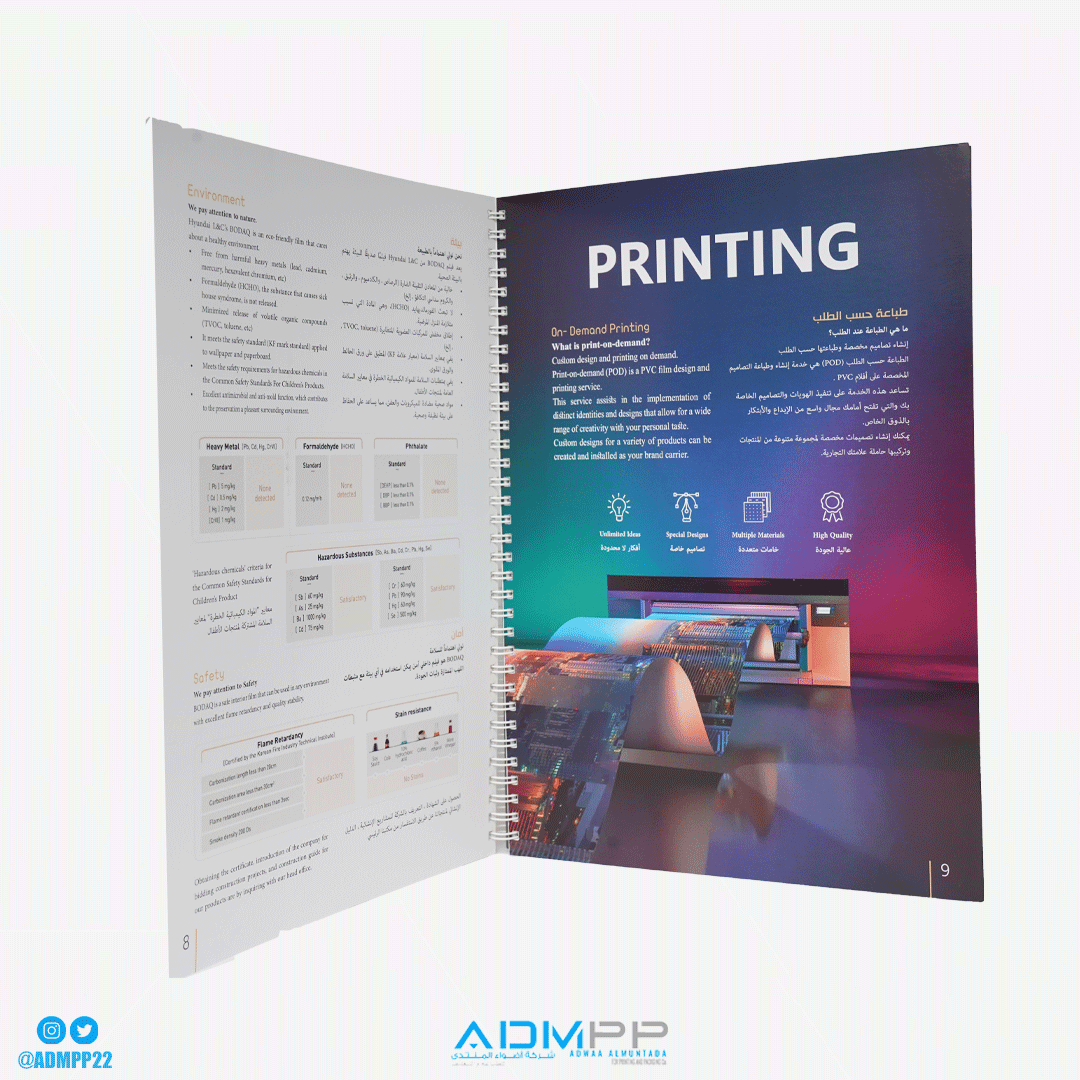 Environment
We pay attention to nature.
Hyundai L&C's BODAQ is an eco-friendly film that cares
about a healthy environment.
• Free from harmful heavy metals (lead, cadmium,
mercury, hexavalent chromium, etc)
• Formaldehyde (HCHO), the substance that causes sick
house syndrome, is not released.
• Minimized release of volatile organic compounds
(TVOC, toluene, etc)
• It meets the safety standard (KF mark standard) applied
to wallpaper and paperboard.
• Meets the safety requirements for hazardous chemicals in
the Common Safety Standards For Children's Products.
• Excellent antimicrobial and anti-mold function, which contributes
to the preservation a pleasant surrounding environment.
بيئة
نحن نولي اهتماماً بالطبيعة
Heavy Metal (Pb, Cd, Hg, Cr6)
Standard
[ Pb ] 5 mg/kg
[ Cd ] 0.5 mg/kg
[ Hg ] 2 mg/kg
[Cr6] 1 mg/kg
None
detected
Formaldehyde (HCHO)
Standard
0.12 mg/m²h
None
detected
Phthalate
Standard
[DEHP] less than 0.1%
[ DBP ] less than 0.1%
[ BBP ] less than 0.1%
None
detected
'Hazardous chemicals' criteria for
the Common Safety Standards for
Children's Product
معايير "المواد الكيميائية الخطرة" لمعايير
السلامة المشتركة لمنتجات الأطفال
Hazardous Substances (Sb, As, Ba, Cd, Cr, Pb, Hg, Se)
Standard
[ Sb ] 60 mg/kg
[ As ] 25 mg/kg
[ Ba ] 1000 mg/kg
[ Cd ] 75 mg/kg
Satisfactory
Standard
[ Cr ] 60 mg/kg
[ Pb ] 90 mg/kg
[ Hg ] 60 mg/kg
[ Se ] 500 mg/kg
Satisfactory
أمان
نولي اهتماماً للسلامة
Safety
We pay attention to Safety
BODAQ is a safe interior film that can be used in any environment
with excellent flame retardancy and quality stability.
Flame Retardancy
(Certified by the Korean Fire Industry Technical Institute)
Carbonization length less than 20cm
Carbonization area less than 30cm²
Flame retardant certification less than 3sec
Smoke density 200 Ds
Satisfactory
Stain resistance
Cola
Coffee
No Stains
Obtaining the certificate, introduction of the company for
bidding construction projects, and construction guide for
our products are by inquiring with our head office.
8
PRINTING
On- Demand Printing
What is print-on-demand?
Custom design and printing on demand.
Print-on-demand (POD) is a PVC film design and
printing service.
This service assists in the implementation of
distinct identities and designs that allow for a wide
range of creativity with your personal taste.
Custom designs for a variety of products can be
created and installed as your brand carrier.
طباعة حسب الطلب
ما هي الطباعة عند الطلب؟
إنشاء تصاميم مخصصة وطباعتها حسب الطلب
الطباعة حسب الطلب (POD) هي خدمة إنشاء وطباعة التصاميم
المخصصة على أفلام PVC .
تساعد هذه الخدمة على تنفيذ الهويات والتصاميم الخاصة
بك والتي تفتح أمامك مجال واسع من الإبداع والأبتكار
بالذوق الخاص.
يمكنك إنشاء تصميمات مخصصة لمجموعة متنوعة من المنتجات
وتركيبها حاملة علامتك التجارية.
Unlimited Ideas
أفكار لا محدودة
Special Designs
تصاميم خاصة
Multiple Materials
خامات متعددة
High Quality
عالية الجودة
9
@ADMPP22
ADMPP
شركة اضواء المنتدى
ADWAA ALMUNTADA
FOR PRINTING AND PACKAGING Co.